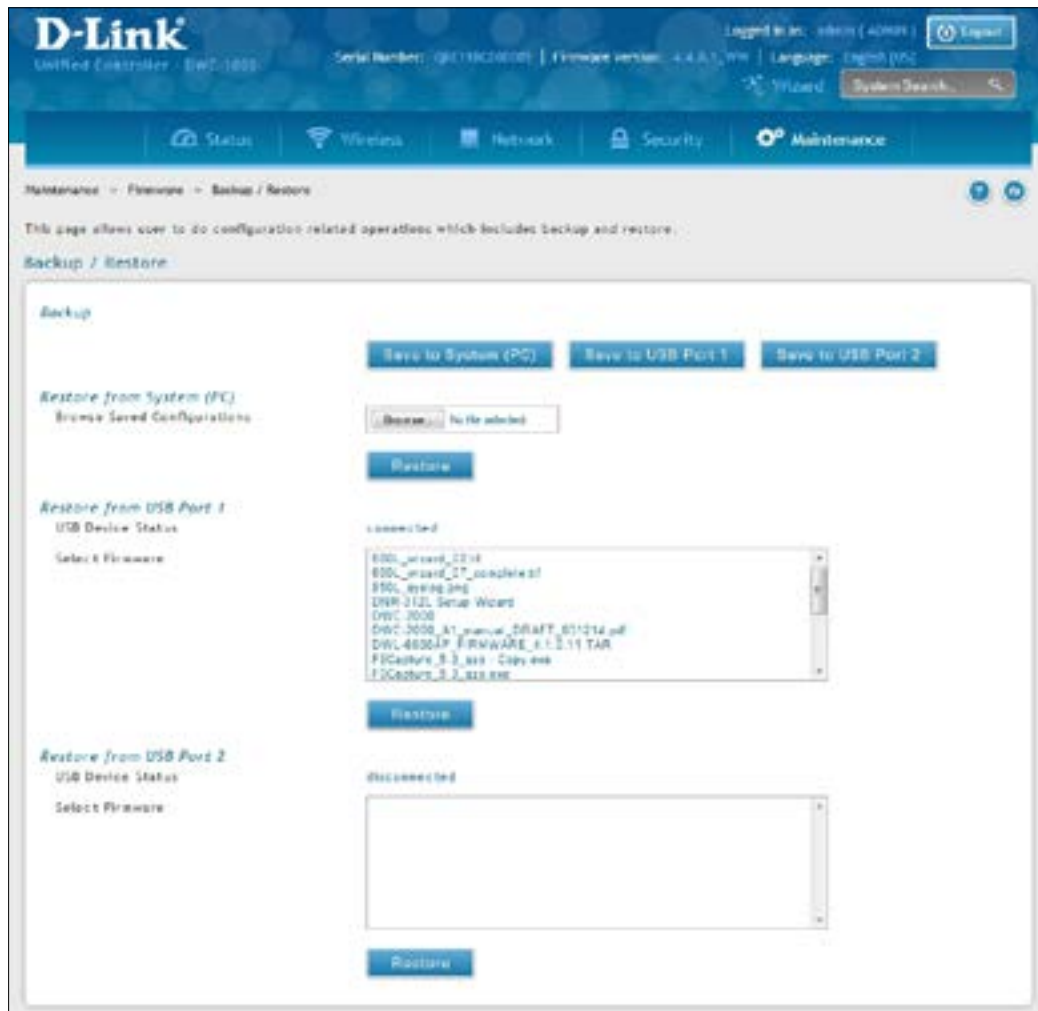 D-Link
Logged in as: admin ( ADMIN )
Logout
Unified Controller - DWC-1000
Serial Number: | Firmware Version: | Language: English [US]
Wizard
System Search...
Status
Wireless
Network
Security
Maintenance
Maintenance » Firmware » Backup / Restore
This page allows user to do configuration related operations which includes backup and restore.
Backup / Restore
Backup
Save to System (PC)
Save to USB Port 1
Save to USB Port 2
Restore from System (PC)
Browse Saved Configurations
Browse... No file selected.
Restore
Restore from USB Port 1
USB Device Status
connected
Select Firmware
DNR-312L Setup Wizard
DWC-2000
DWC-2000_A1_manual_DRAFT_031214.pdf
Restore
Restore from USB Port 2
USB Device Status
disconnected
Select Firmware
Restore